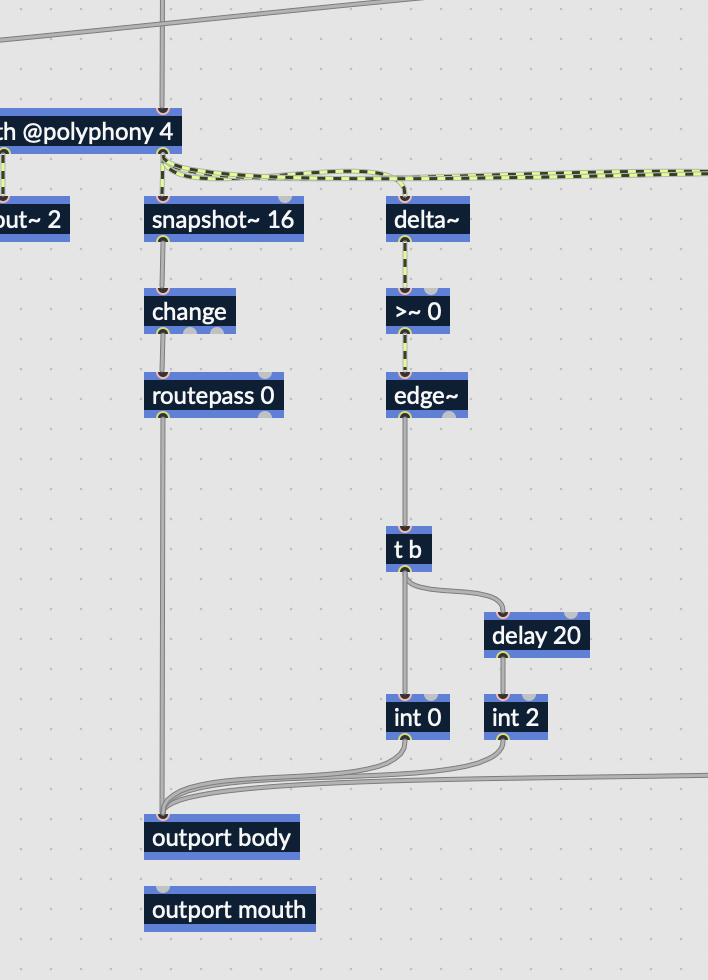 @polyphony 4
out~ 2
snapshot~ 16
delta~
change
>~ 0
routepass 0
edge~
t b
delay 20
int 0
int 2
outport body
outport mouth